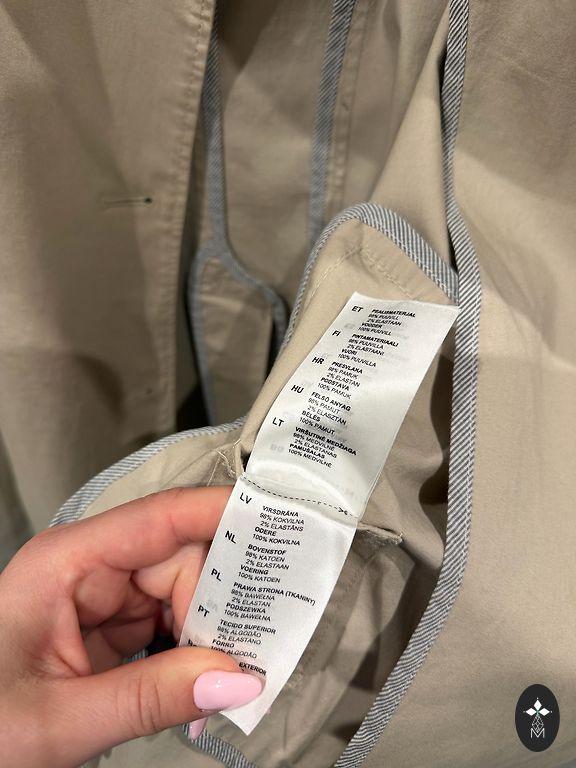 ET
PEALISMATERJAL
98% PUUVILL
2% ELASTAAN
VOODER
100% PUUVILL
FI
PINTAMATERIAALI
98% PUUVILLA
2% ELASTAANI
VUORI
100% PUUVILLA
HR
PRESVLAKA
98% PAMUK
2% ELASTAN
PODSTAVA
100% PAMUK
HU
FELSŐ ANYAG
98% PAMUT
2% ELASZTÁN
BÉLÉS
100% PAMUT
LT
VIRŠUTINĖ MEDŽIAGA
98% MEDVILNĖ
2% ELASTANAS
PAMUŠALAS
100% MEDVILNĖ
LV
VIRSDRĀNA
98% KOKVILNA
2% ELASTĀNS
ODERE
100% KOKVILNA
NL
BOVENSTOF
98% KATOEN
2% ELASTAAN
VOERING
100% KATOEN
PL
PRAWA STRONA (TKANINY)
98% BAWEŁNA
2% ELASTAN
PODSZEWKA
100% BAWEŁNA
PT
TECIDO SUPERIOR
98% ALGODÃO
2% ELASTANO
FORRO
100% ALGODÃO
EXTERIOR
M